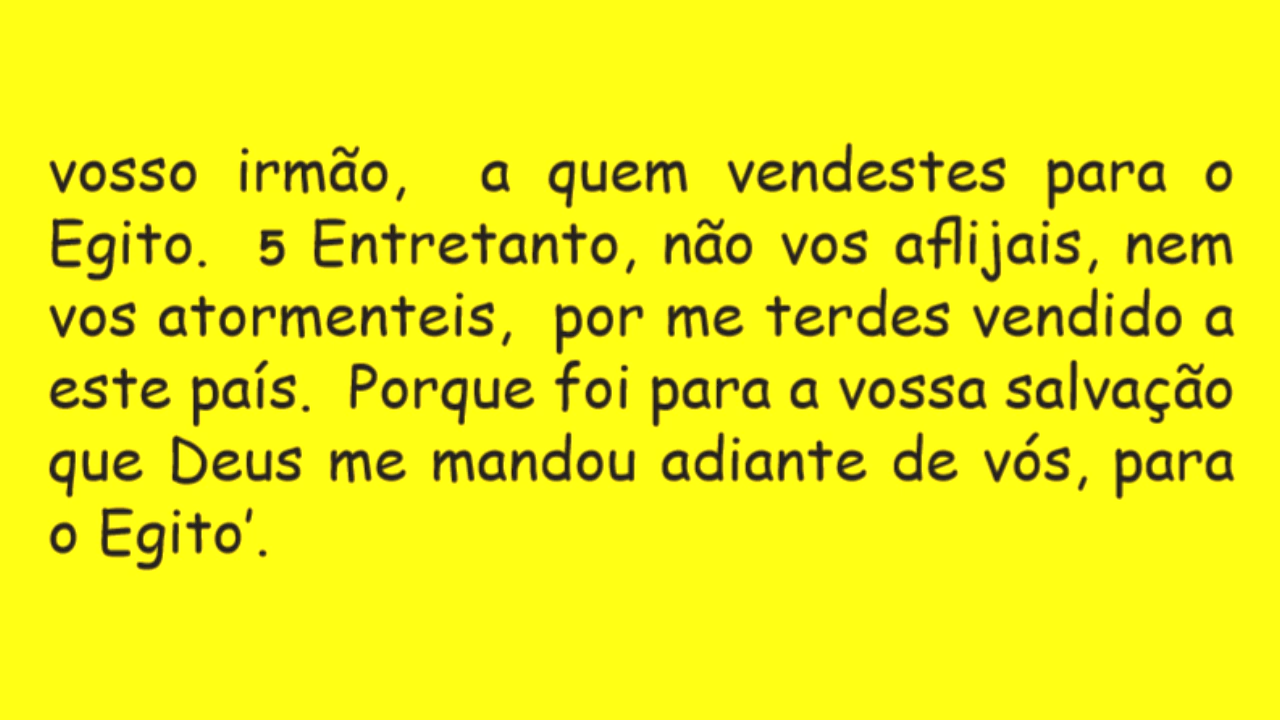 vosso irmão, a quem vendestes para o
Egito. 5 Entretanto, não vos aflijais, nem
vos atormenteis, por me terdes vendido a
este país. Porque foi para a vossa salvação
que Deus me mandou adiante de vós, para
o Egito’.